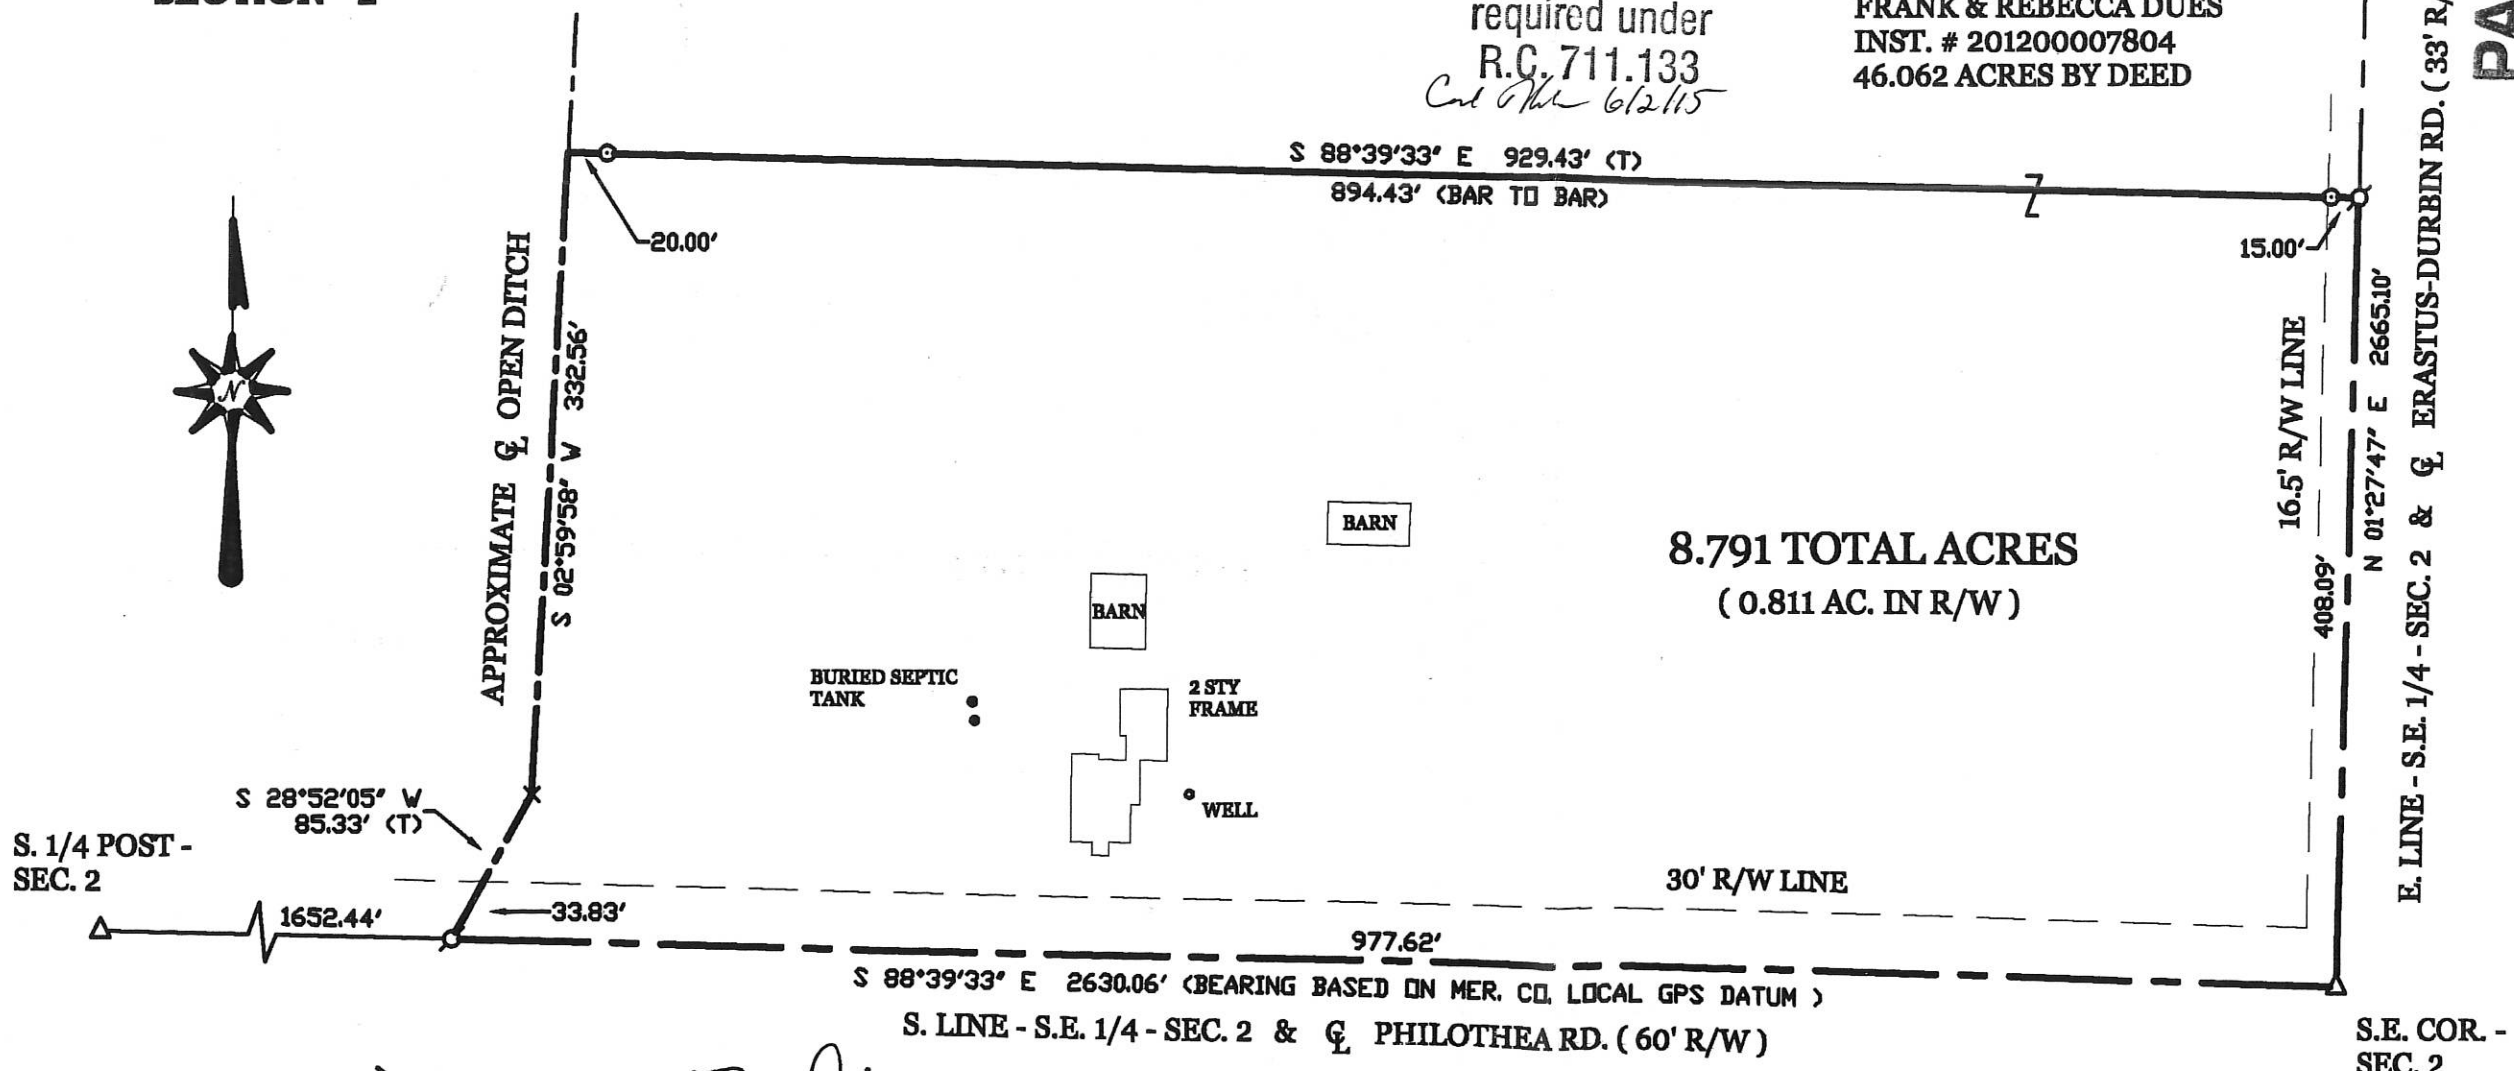 required under
R.C. 711.133
6/2/15
FRANK & REBECCA DUES
INST. # 201200007804
46.062 ACRES BY DEED
PA
S 88°39'33" E 929.43' (T)
894.43' (BAR TO BAR)
20.00'
15.00'
APPROXIMATE ℄ OPEN DITCH
S 02°59'58" W 332.56'
N
16.5' R/W LINE
408.09'
N 01°27'47" E 2665.10'
E. LINE - S.E. 1/4 - SEC. 2 & ℄ ERASTUS-DURBIN RD. ( 33' R/
BARN
8.791 TOTAL ACRES
( 0.811 AC. IN R/W )
BARN
BURIED SEPTIC
TANK
2 STY
FRAME
WELL
S 28°52'05" W
85.33' (T)
S. 1/4 POST -
SEC. 2
1652.44'
33.83'
30' R/W LINE
977.62'
S 88°39'33" E 2630.06' (BEARING BASED ON MER. CO. LOCAL GPS DATUM )
S. LINE - S.E. 1/4 - SEC. 2 & ℄ PHILOTHEA RD. ( 60' R/W )
S.E. COR. -
SEC. 2